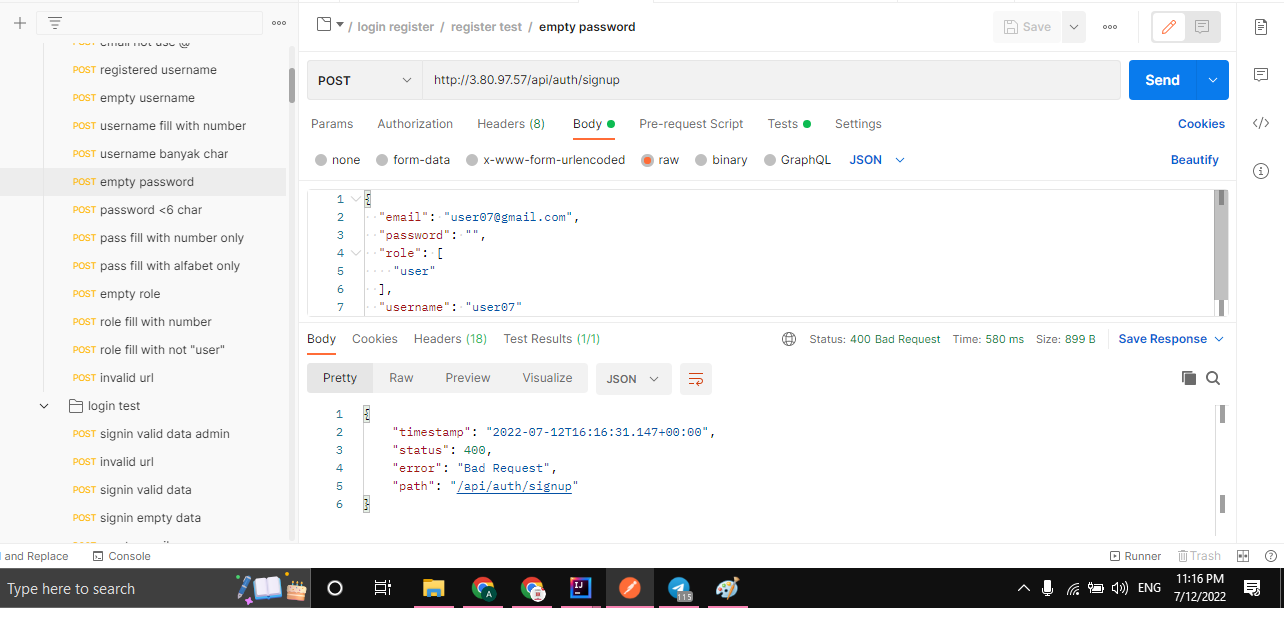 / login register / register test / empty password
Save
email not use @
registered username
POST
empty username
POST
username fill with number
POST
username banyak char
POST
empty password
POST
password <6 char
POST
pass fill with number only
POST
pass fill with alfabet only
POST
empty role
POST
role fill with number
POST
role fill with not "user"
POST
invalid url
POST
login test
POST signin valid data admin
POST invalid url
POST signin valid data
POST signin empty data
POST http://3.80.97.57/api/auth/signup Send
Params Authorization Headers (8) Body Pre-request Script Tests Settings Cookies
none form-data x-www-form-urlencoded raw binary GraphQL JSON Beautify
1 {
2 "email": "user07@gmail.com",
3 "password": "",
4 "role": [
5 "user"
6 ],
7 "username": "user07"
Body Cookies Headers (18) Test Results (1/1) Status: 400 Bad Request Time: 580 ms Size: 899 B Save Response
Pretty Raw Preview Visualize JSON
1 {
2 "timestamp": "2022-07-12T16:16:31.147+00:00",
3 "status": 400,
4 "error": "Bad Request",
5 "path": "/api/auth/signup"
6 }
and Replace Console Runner Trash
Type here to search
115
ENG
11:16 PM
7/12/2022